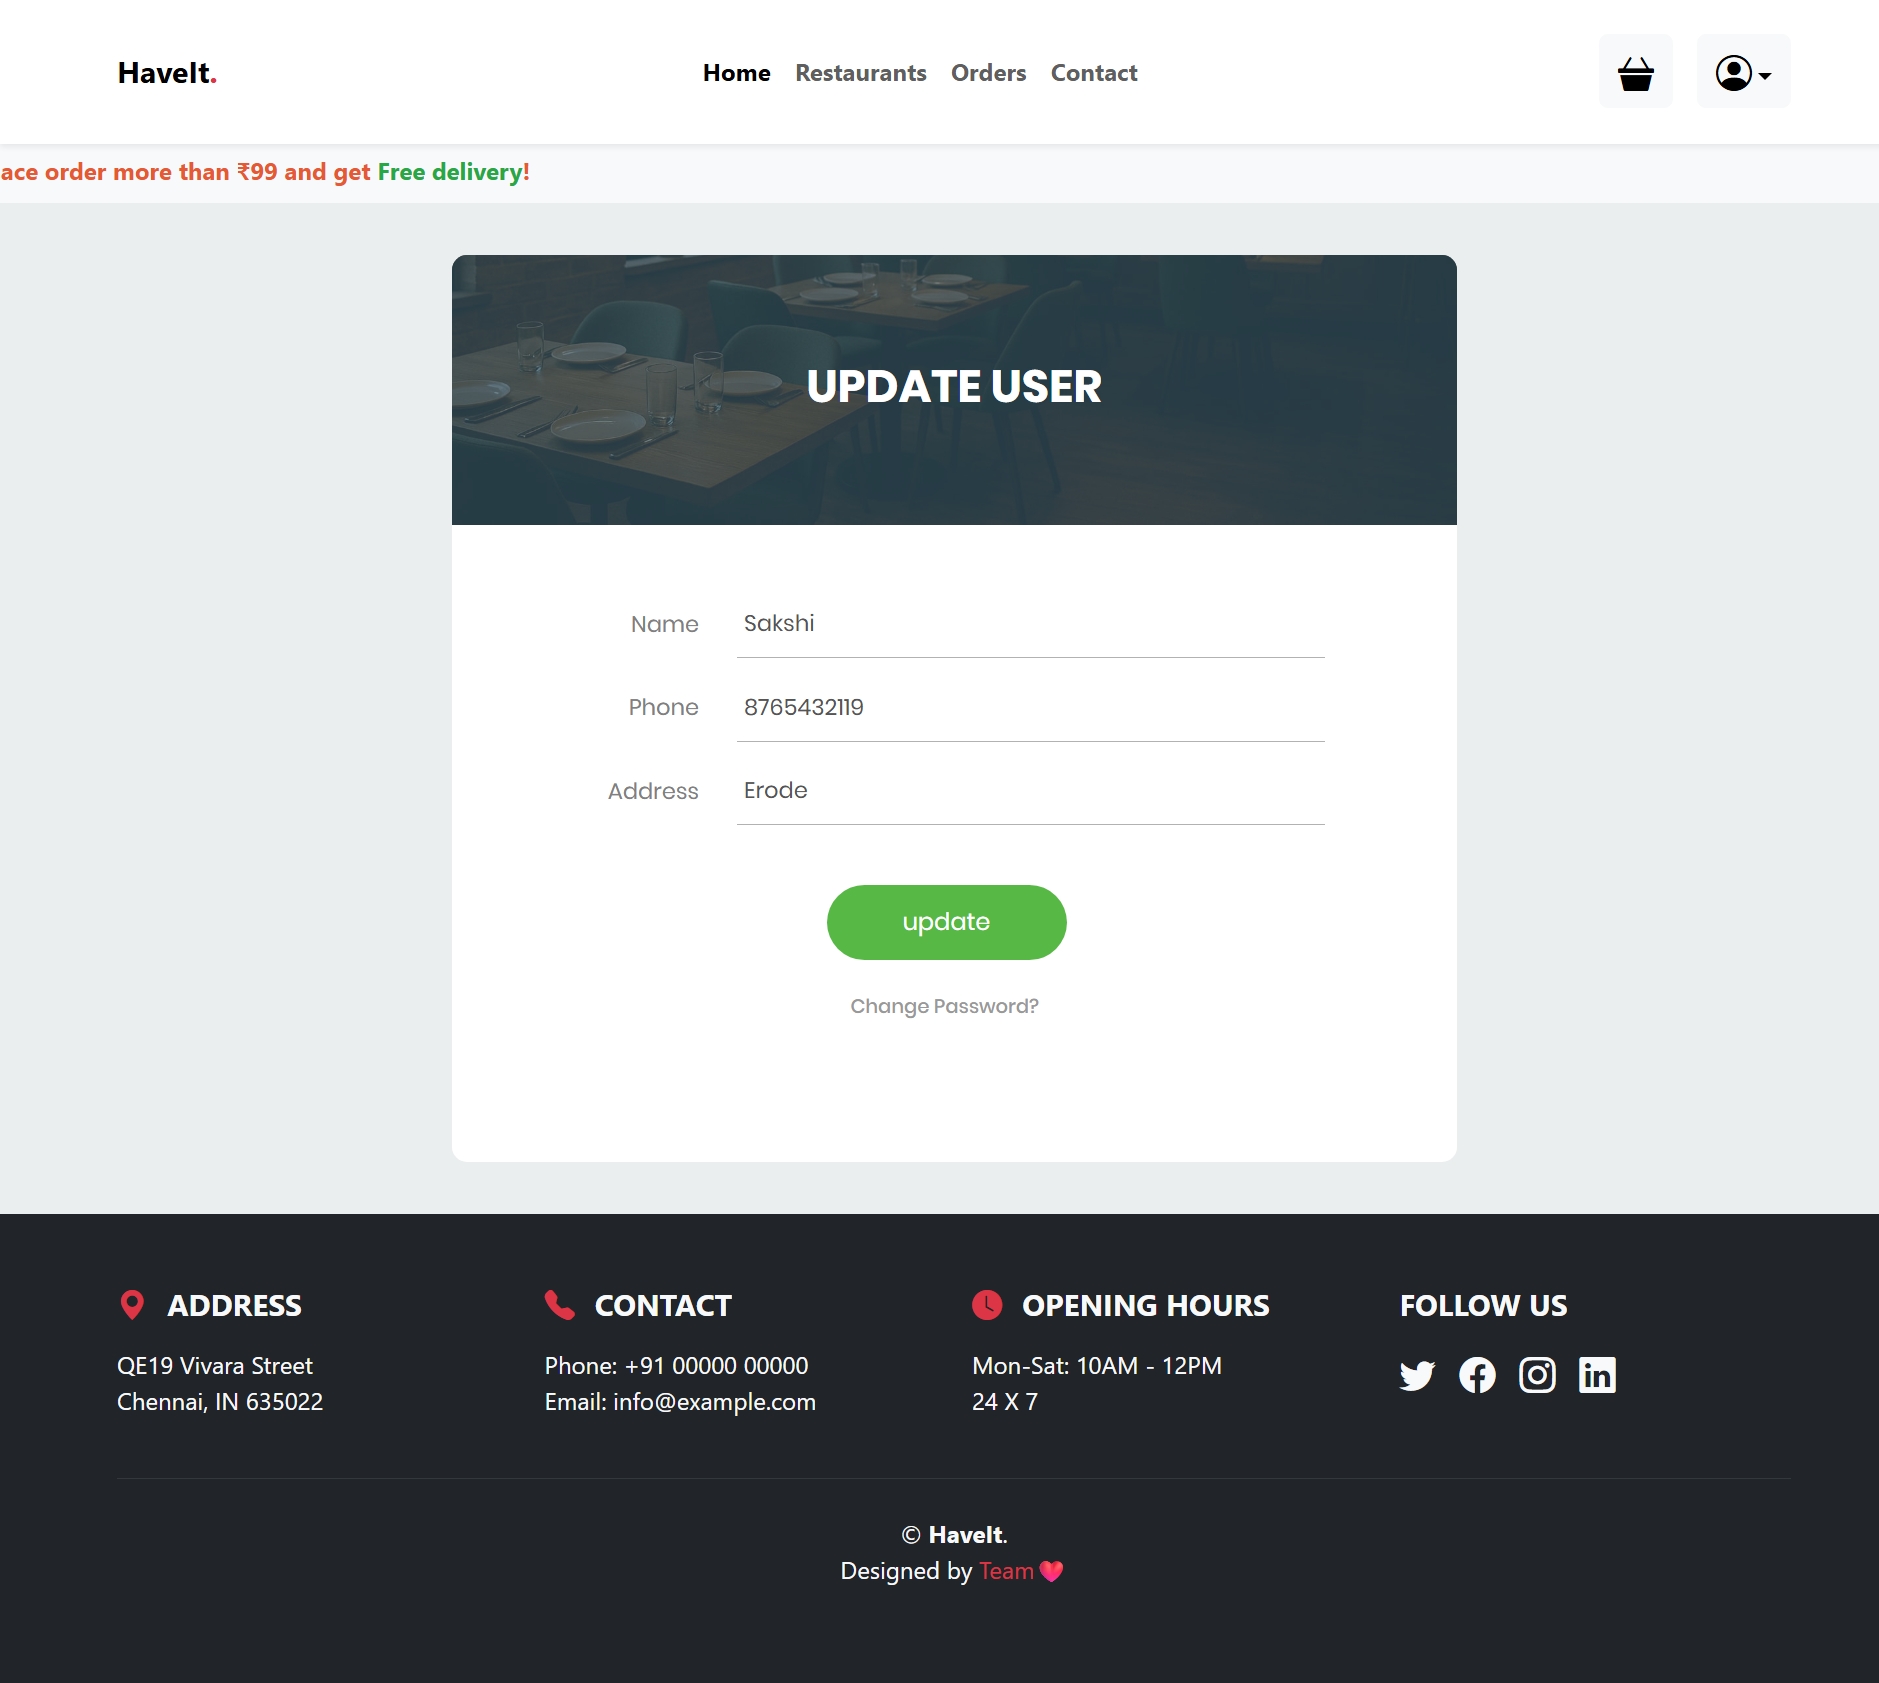 HaveIt.
Home Restaurants Orders Contact
ace order more than ₹99 and get Free delivery!
UPDATE USER
Name Sakshi
Phone 8765432119
Address Erode
update
Change Password?
ADDRESS
QE19 Vivara Street
Chennai, IN 635022
CONTACT
Phone: +91 00000 00000
Email: info@example.com
OPENING HOURS
Mon-Sat: 10AM - 12PM
24 X 7
FOLLOW US
© HaveIt.
Designed by Team